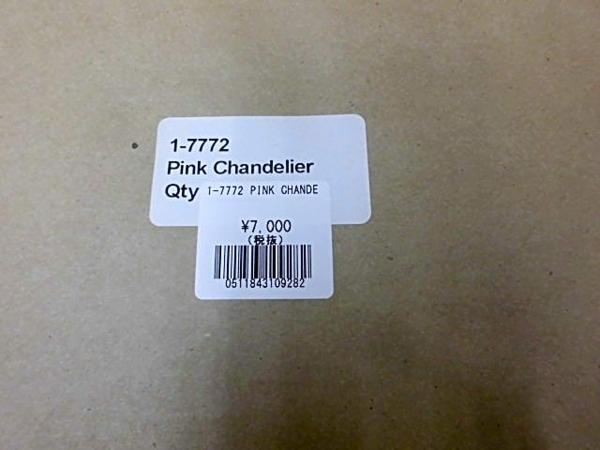 1-7772
Pink Chandelier
Qty
1-7772 PINK CHANDE
¥7,000
(税抜)
0511843109282